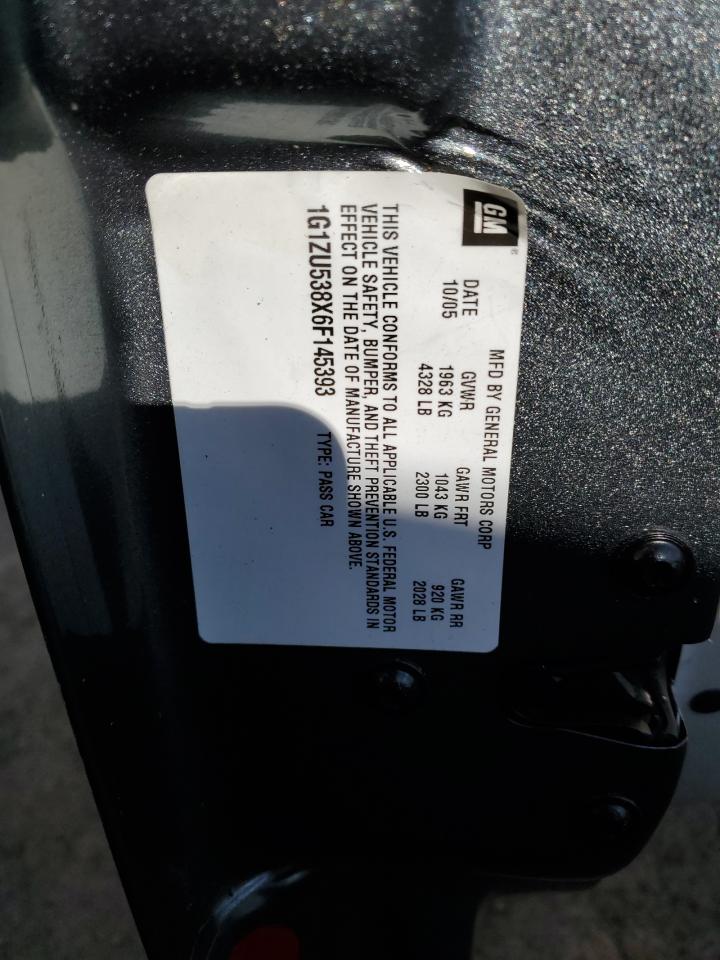 GM ®
MFD BY GENERAL MOTORS CORP
DATE GVWR GAWR FRT GAWR RR
10/05 1963 KG 1043 KG 920 KG
4328 LB 2300 LB 2028 LB
THIS VEHICLE CONFORMS TO ALL APPLICABLE U.S. FEDERAL MOTOR
VEHICLE SAFETY, BUMPER, AND THEFT PREVENTION STANDARDS IN
EFFECT ON THE DATE OF MANUFACTURE SHOWN ABOVE.
1G1ZU538X6F145393 TYPE: PASS CAR